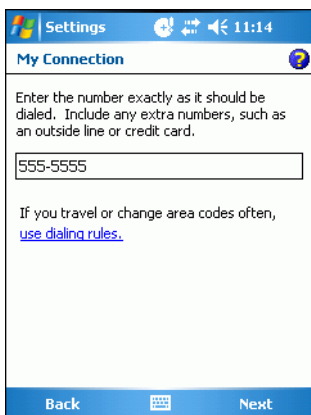 Settings 11:14
My Connection
Enter the number exactly as it should be
dialed. Include any extra numbers, such as
an outside line or credit card.
555-5555
If you travel or change area codes often,
use dialing rules.
Back Next